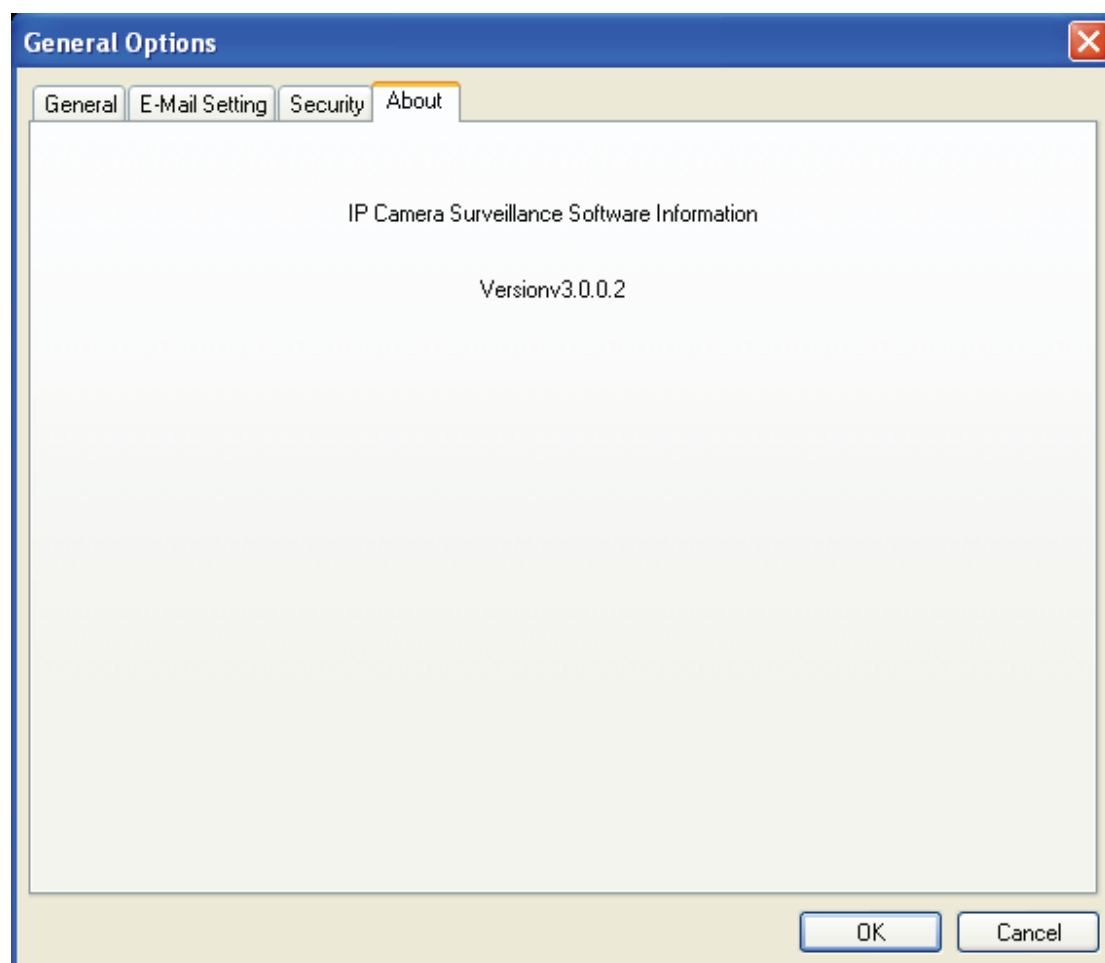 General Options
General E-Mail Setting Security About
IP Camera Surveillance Software Information
Versionv3.0.0.2
OK Cancel